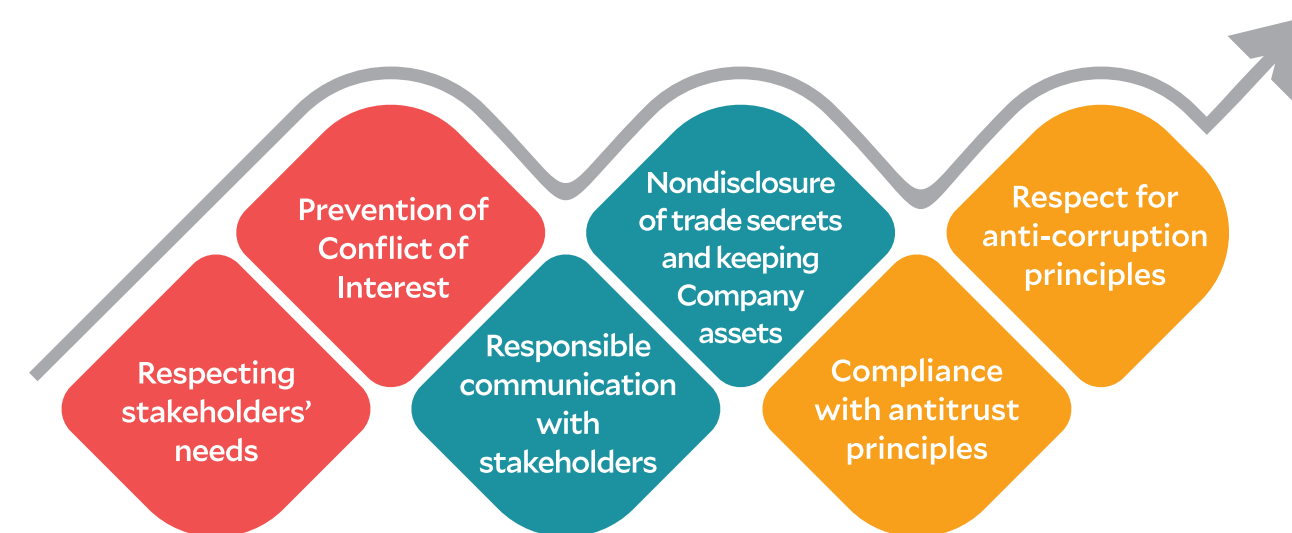 Respecting
stakeholders’
needs
Prevention of
Conflict of
Interest
Responsible
communication
with
stakeholders
Nondisclosure
of trade secrets
and keeping
Company
assets
Compliance
with antitrust
principles
Respect for
anti-corruption
principles